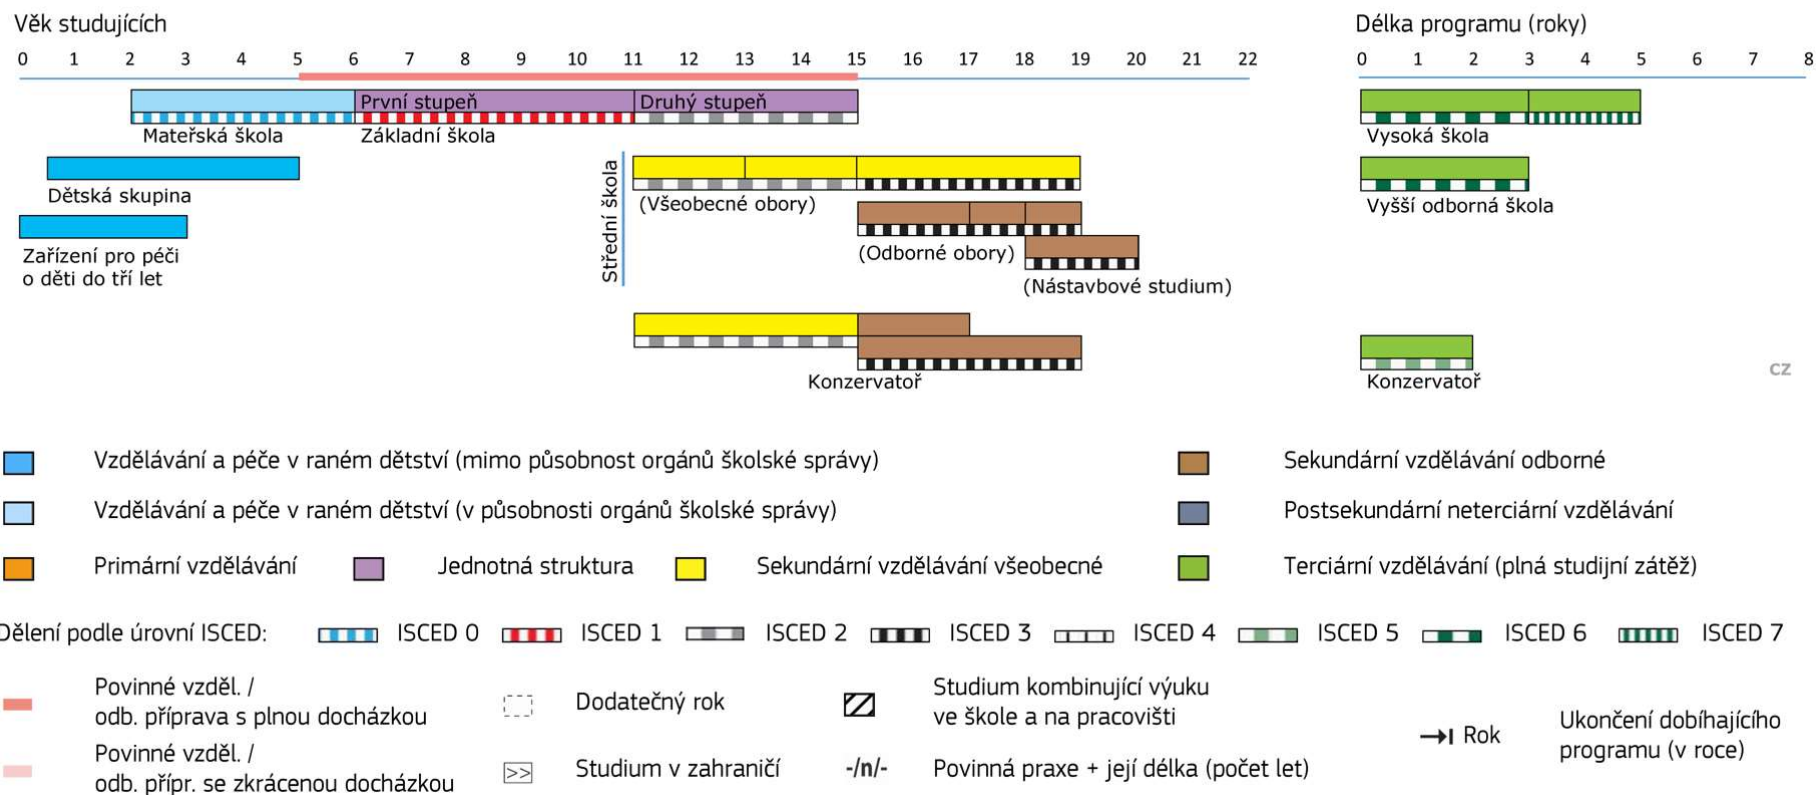 Věk studujících
Délka programu (roky)
0 1 2 3 4 5 6 7 8 9 10 11 12 13 14 15 16 17 18 19 20 21 22
0 1 2 3 4 5 6 7 8
První stupeň
Druhý stupeň
Mateřská škola
Základní škola
Vysoká škola
Dětská skupina
Střední škola
(Všeobecné obory)
Vyšší odborná škola
Zařízení pro péči
o děti do tří let
(Odborné obory)
(Nástavbové studium)
Konzervatoř
Konzervatoř
CZ
Vzdělávání a péče v raném dětství (mimo působnost orgánů školské správy)
Sekundární vzdělávání odborné
Vzdělávání a péče v raném dětství (v působnosti orgánů školské správy)
Postsekundární neterciární vzdělávání
Primární vzdělávání
Jednotná struktura
Sekundární vzdělávání všeobecné
Terciární vzdělávání (plná studijní zátěž)
Dělení podle úrovní ISCED: ISCED 0 ISCED 1 ISCED 2 ISCED 3 ISCED 4 ISCED 5 ISCED 6 ISCED 7
Povinné vzděl. /
odb. příprava s plnou docházkou
Dodatečný rok
Studium kombinující výuku
ve škole a na pracovišti
Rok
Ukončení dobíhajícího
programu (v roce)
Povinné vzděl. /
odb. přípr. se zkrácenou docházkou
>> Studium v zahraničí
-/n/- Povinná praxe + její délka (počet let)